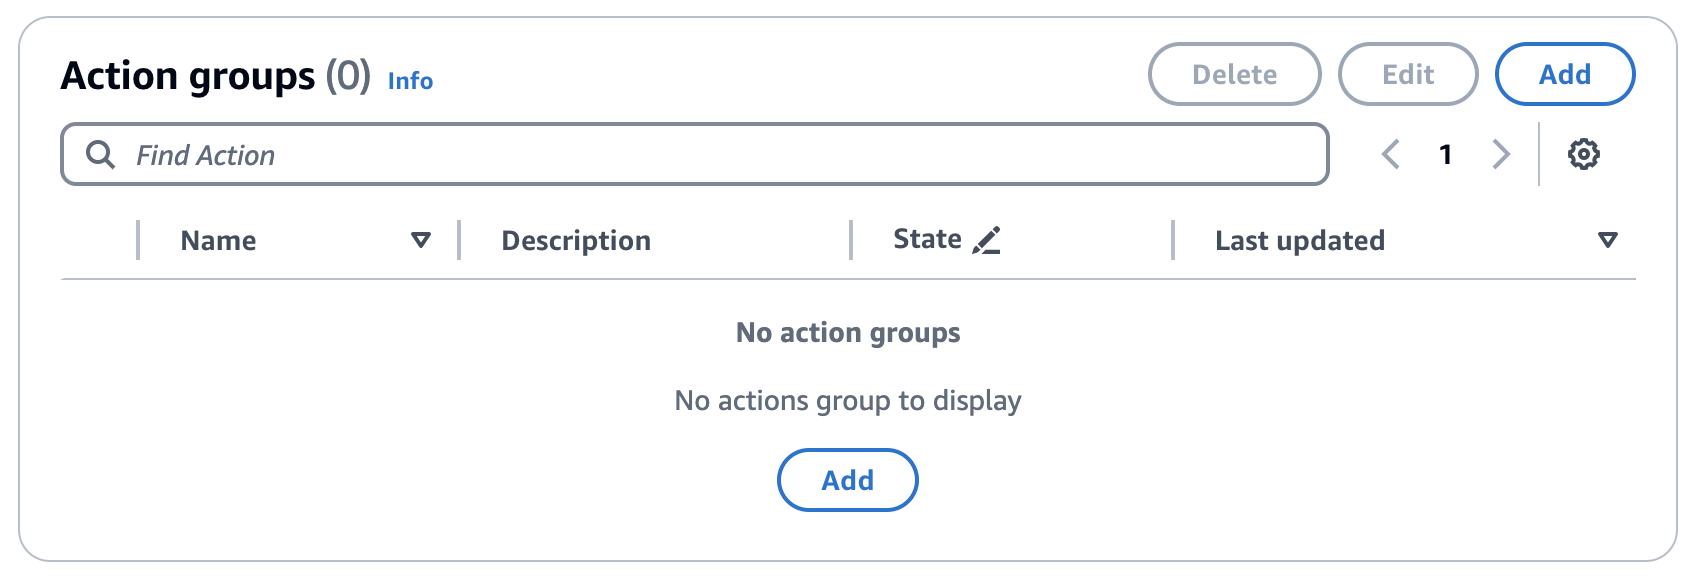 Action groups (0) Info
Delete Edit Add
Find Action
1
Name Description State Last updated
No action groups
No actions group to display
Add